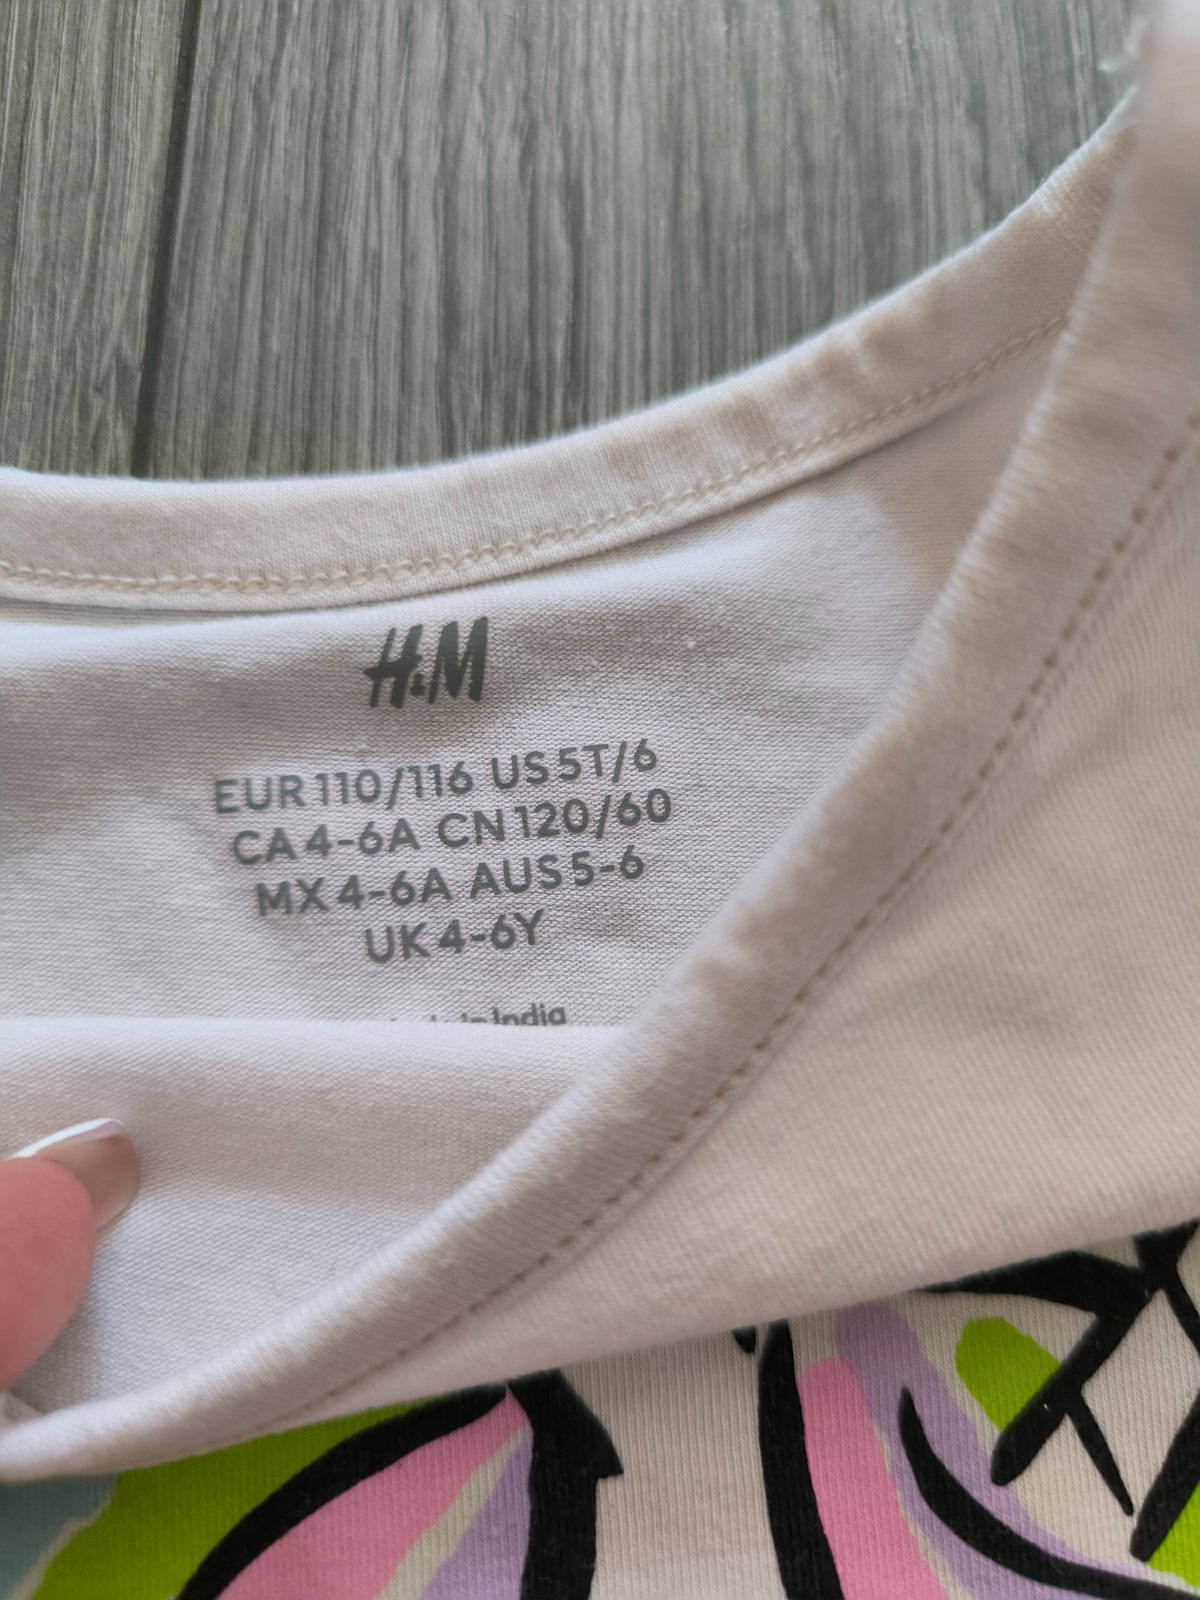 H&M
EUR 110/116 US 5T/6
CA 4-6A CN 120/60
MX 4-6A AUS 5-6
UK 4-6Y
India